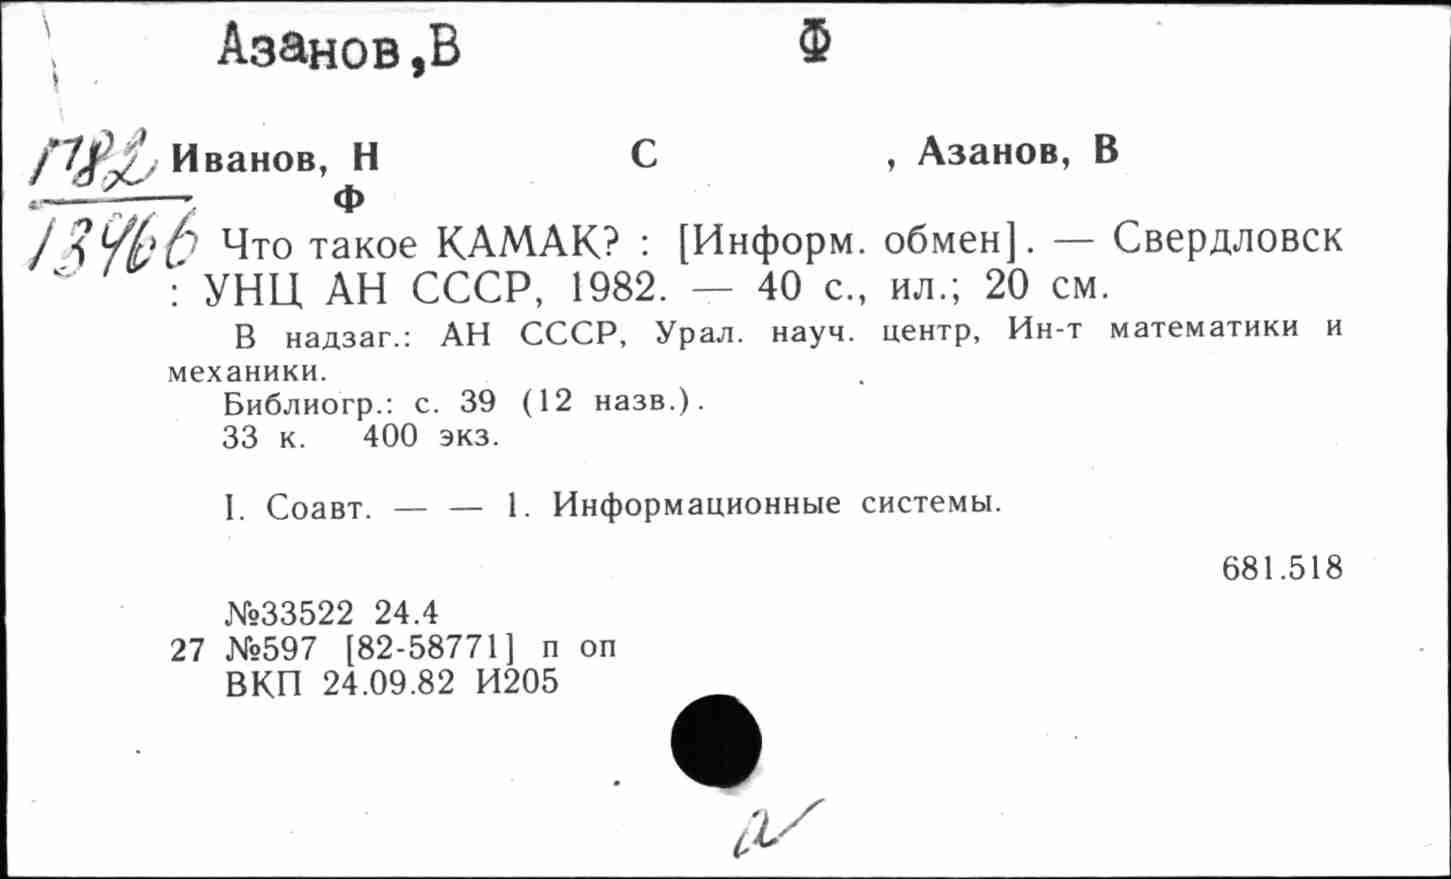 Азанов,В Ф
П82 Иванов, Н С , Азанов, В
Ф
13466 Что такое КАМАК? : [Информ. обмен]. — Свердловск
: УНЦ АН СССР, 1982. — 40 с., ил.; 20 см.
В надзаг.: АН СССР, Урал. науч. центр, Ин-т математики и
механики.
Библиогр.: с. 39 (12 назв.).
33 к. 400 экз.
I. Соавт. — — 1. Информационные системы.
681.518
№33522 24.4
27 №597 [82-58771] п оп
ВКП 24.09.82 И205